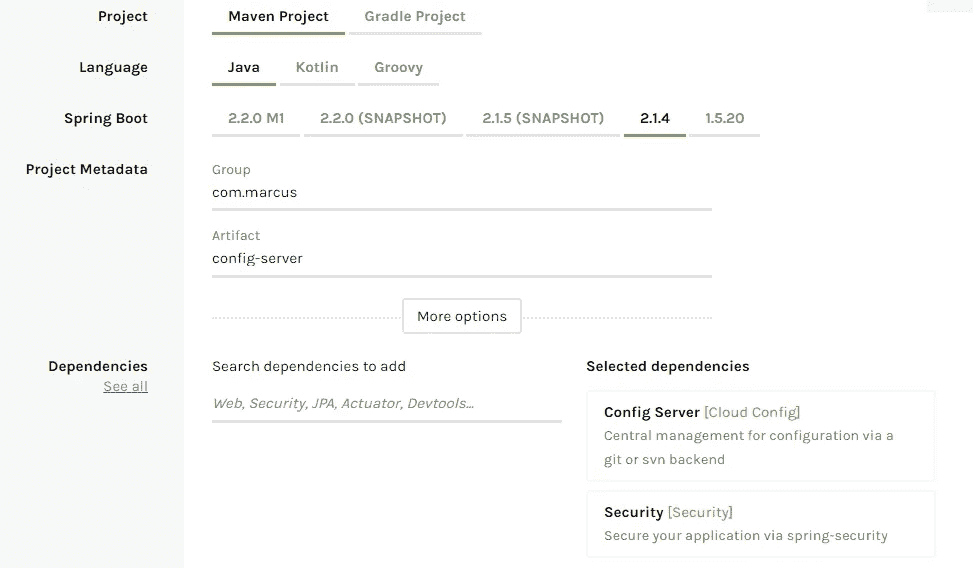 Project
Maven Project
Gradle Project
Language
Java
Kotlin
Groovy
Spring Boot
2.2.0 M1
2.2.0 (SNAPSHOT)
2.1.5 (SNAPSHOT)
2.1.4
1.5.20
Project Metadata
Group
com.marcus
Artifact
config-server
More options
Dependencies
See all
Search dependencies to add
Web, Security, JPA, Actuator, Devtools...
Selected dependencies
Config Server [Cloud Config]
Central management for configuration via a
git or svn backend
Security [Security]
Secure your application via spring-security